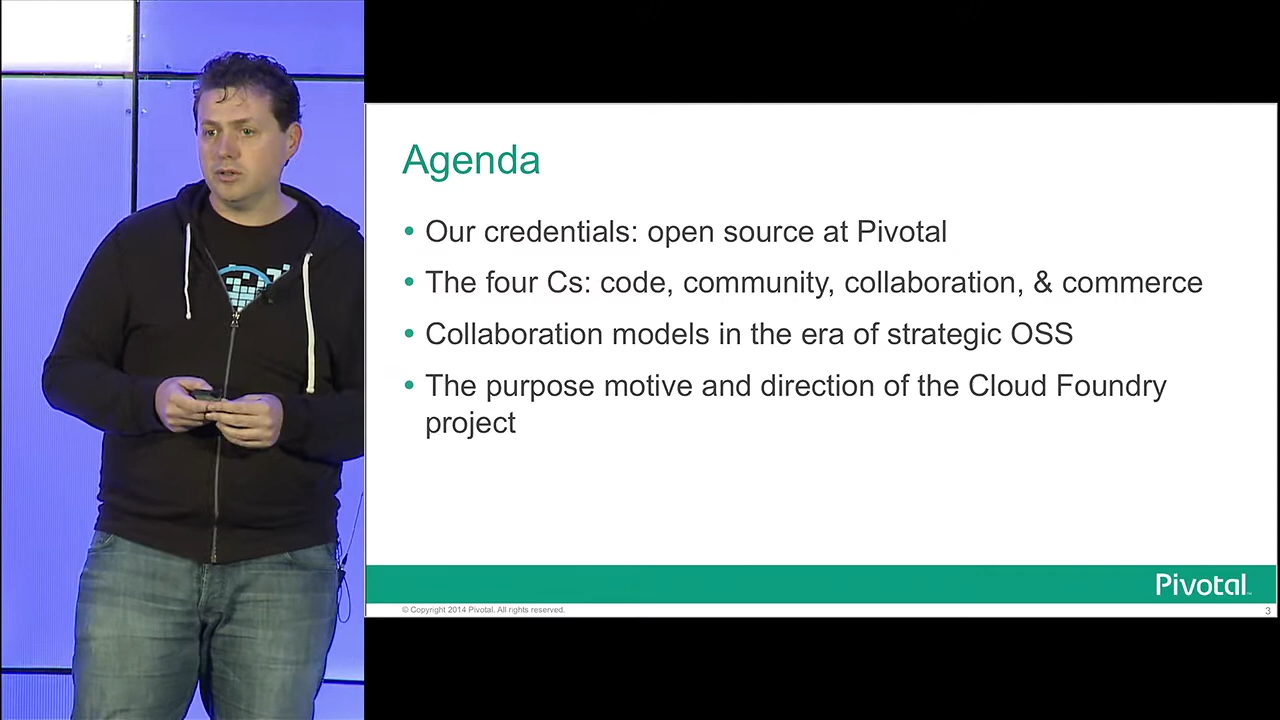 Agenda
• Our credentials: open source at Pivotal
• The four Cs: code, community, collaboration, & commerce
• Collaboration models in the era of strategic OSS
• The purpose motive and direction of the Cloud Foundry
project
Pivotal™
© Copyright 2014 Pivotal. All rights reserved.
3